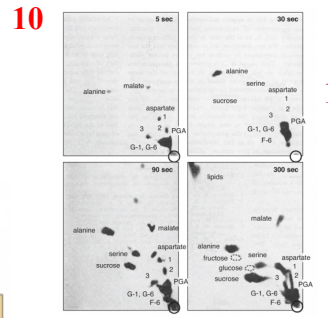 10
5 sec
malate
alanine
aspartate
1
2
3
PGA
G-1, G-6
30 sec
alanine
serine
aspartate
sucrose
1
2
3
PGA
G-1, G-6
F-6
90 sec
alanine
malate
serine
aspartate
sucrose
1
2
3
PGA
G-1, G-6
F-6
300 sec
lipids
malate
alanine
fructose
serine
aspartate
glucose
1
sucrose
2
3
PGA
G-1, G-6
F-6